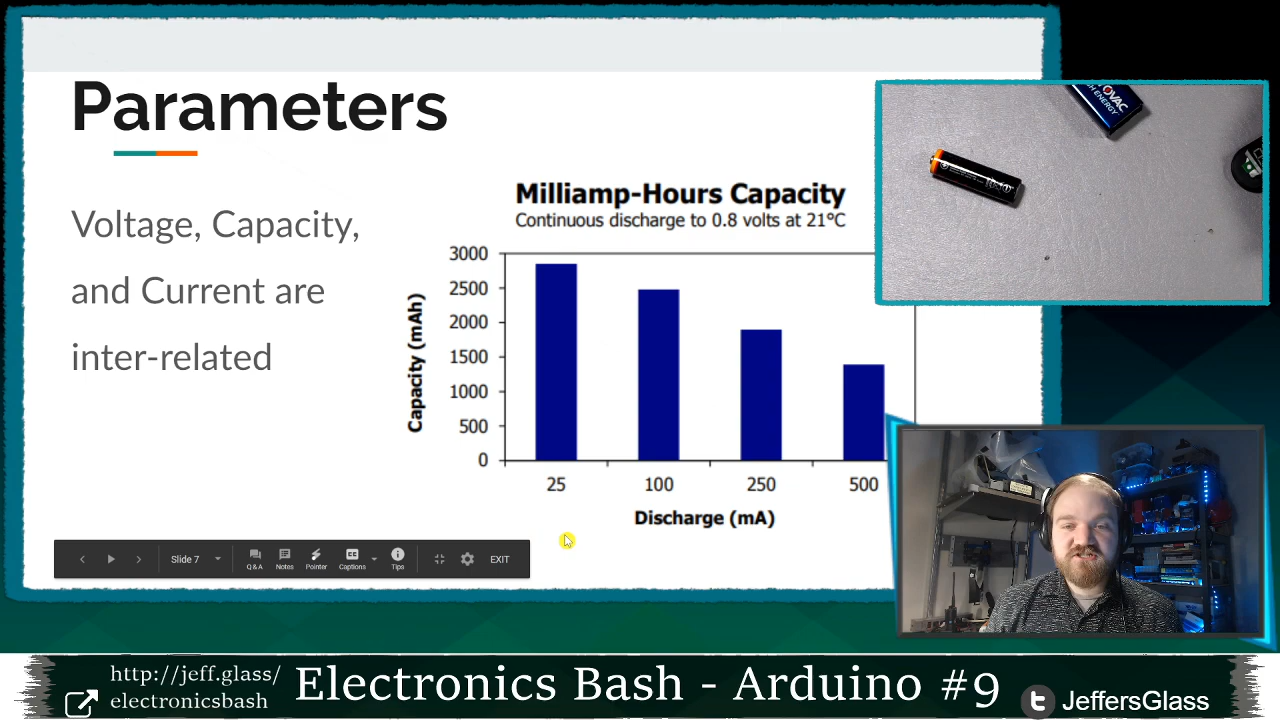 Parameters
Voltage, Capacity,
and Current are
inter-related
Milliamp-Hours Capacity
Continuous discharge to 0.8 volts at 21°C
3000
2500
2000
1500
1000
500
0
Capacity (mAh)
25 100 250 500
Discharge (mA)
Slide 7
Q&A Notes Pointer Captions Tips EXIT
OVAC
H ENERGY
http://jeff.glass/
electronicsbash
Electronics Bash - Arduino #9
JeffersGlass